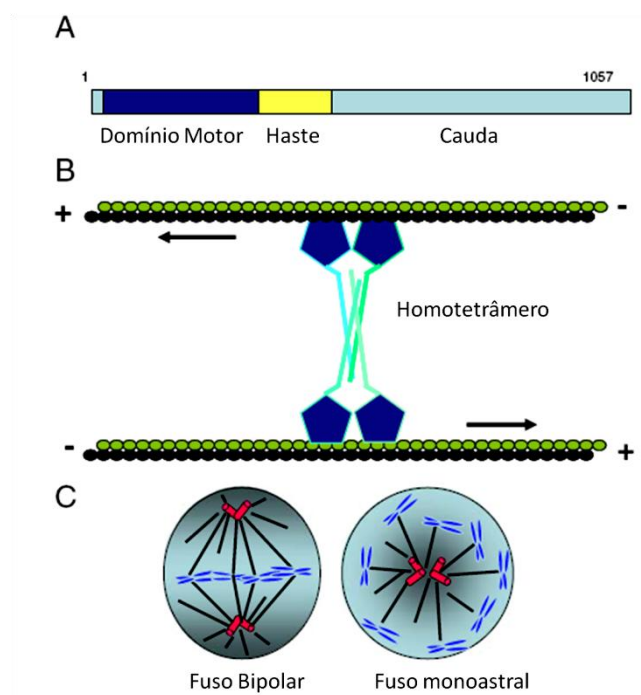 A
1 1057
Domínio Motor Haste Cauda
B
+ -
Homotetrâmero
- +
C
Fuso Bipolar Fuso monoastral